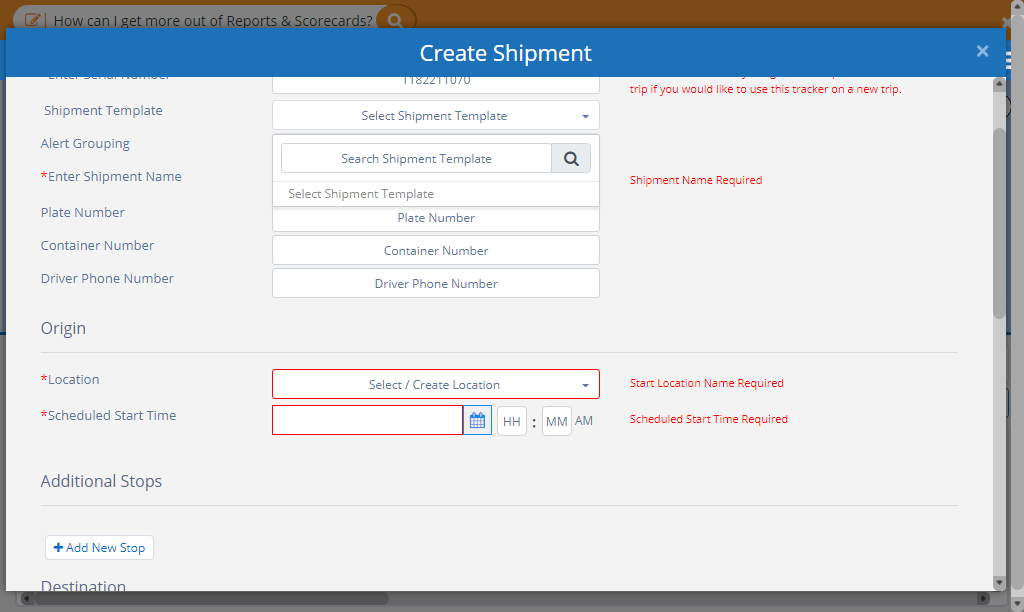 How can I get more out of Reports & Scorecards?
Create Shipment ×
Enter Serial Number 1182211070
trip if you would like to use this tracker on a new trip.
Shipment Template Select Shipment Template
Alert Grouping
Search Shipment Template
*Enter Shipment Name Shipment Name Required
Select Shipment Template
Plate Number Plate Number
Container Number Container Number
Driver Phone Number Driver Phone Number
Origin
*Location Select / Create Location Start Location Name Required
*Scheduled Start Time HH : MM AM Scheduled Start Time Required
Additional Stops
+ Add New Stop
Destination